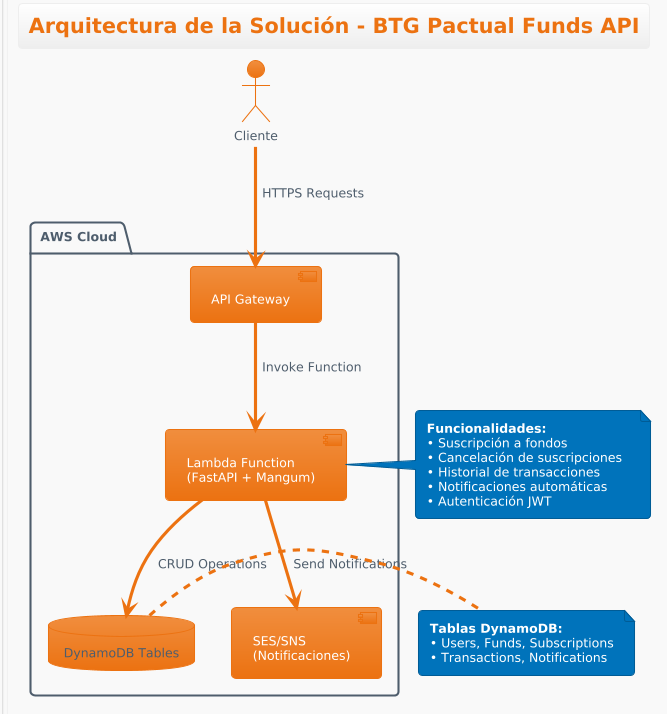 Arquitectura de la Solución - BTG Pactual Funds API
Cliente
HTTPS Requests
AWS Cloud
API Gateway
Invoke Function
Lambda Function
(FastAPI + Mangum)
Funcionalidades:
• Suscripción a fondos
• Cancelación de suscripciones
• Historial de transacciones
• Notificaciones automáticas
• Autenticación JWT
CRUD Operations
Send Notifications
DynamoDB Tables
SES/SNS
(Notificaciones)
Tablas DynamoDB:
• Users, Funds, Subscriptions
• Transactions, Notifications